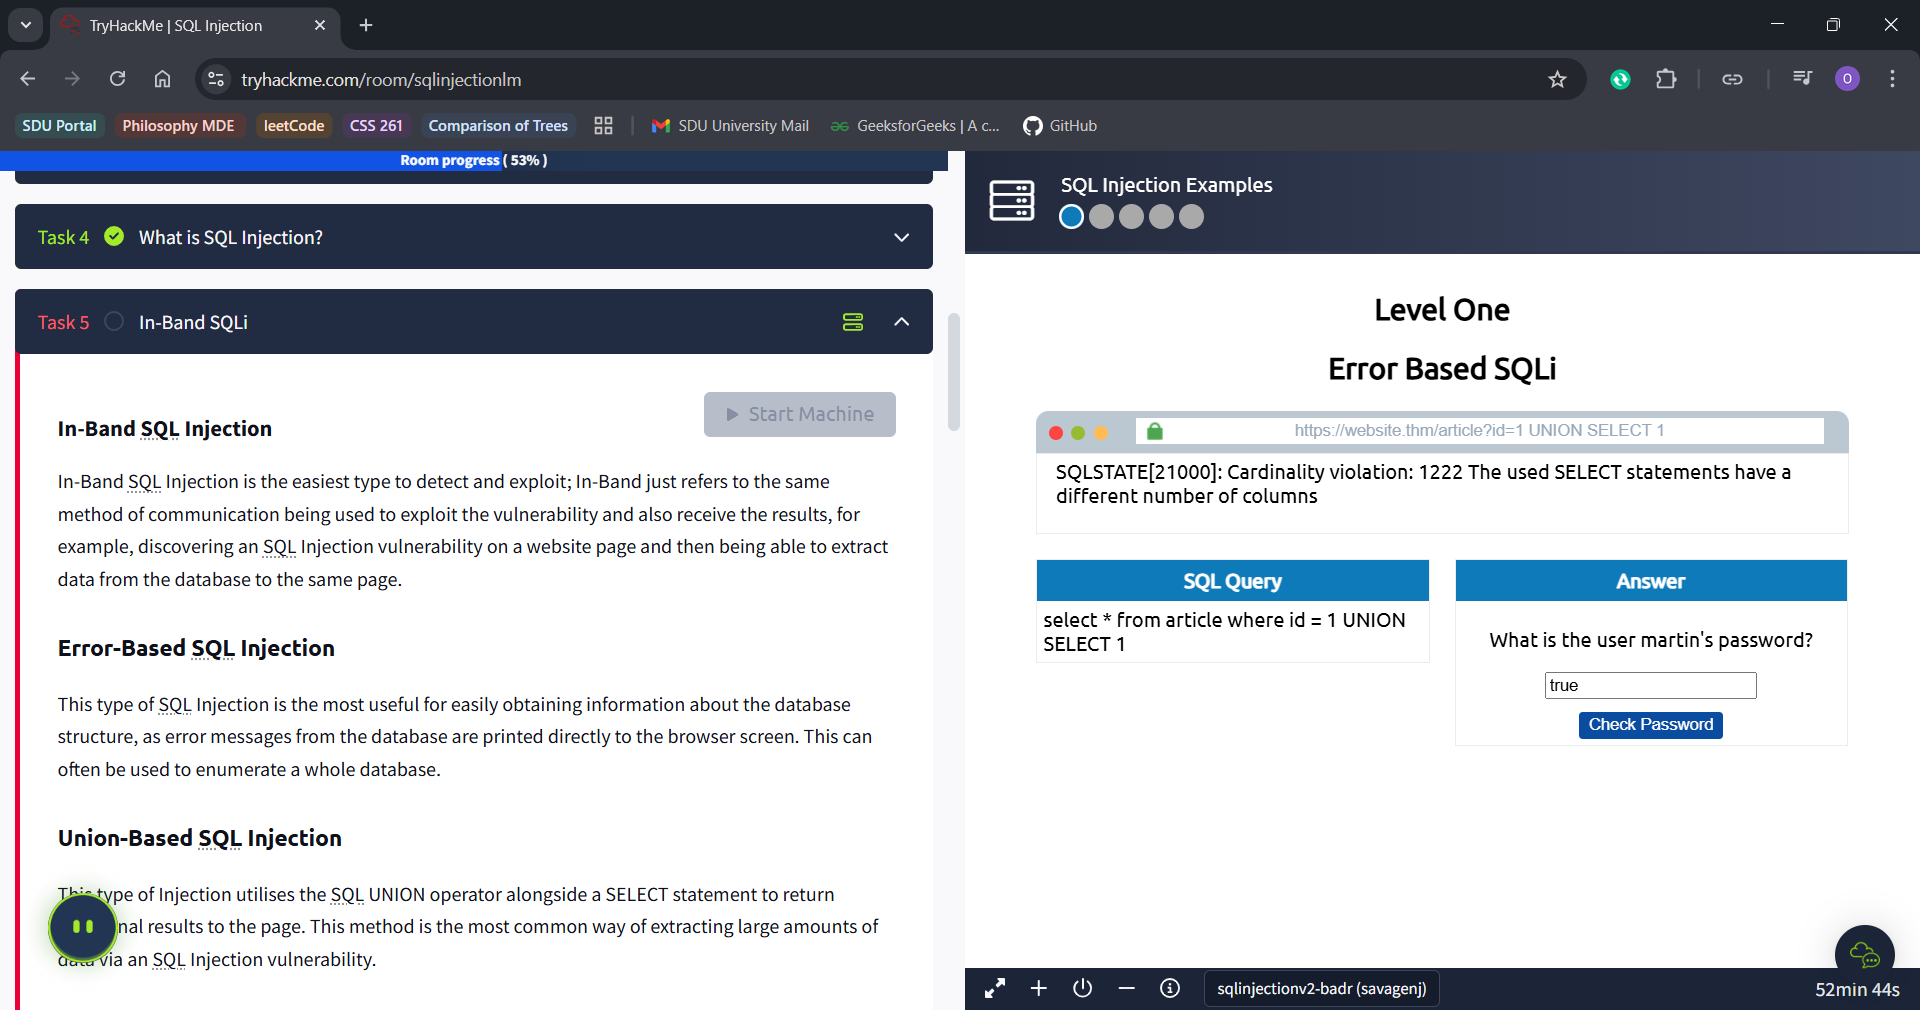 TryHackMe | SQL Injection
tryhackme.com/room/sqlinjectionlm
O
SDU Portal
Philosophy MDE
leetCode
CSS 261
Comparison of Trees
SDU University Mail
GeeksforGeeks | A c...
GitHub
Room progress ( 53% )
Task 4
What is SQL Injection?
Task 5
In-Band SQLi
Start Machine
In-Band SQL Injection
In-Band SQL Injection is the easiest type to detect and exploit; In-Band just refers to the same
method of communication being used to exploit the vulnerability and also receive the results, for
example, discovering an SQL Injection vulnerability on a website page and then being able to extract
data from the database to the same page.
Error-Based SQL Injection
This type of SQL Injection is the most useful for easily obtaining information about the database
structure, as error messages from the database are printed directly to the browser screen. This can
often be used to enumerate a whole database.
Union-Based SQL Injection
This type of Injection utilises the SQL UNION operator alongside a SELECT statement to return
nal results to the page. This method is the most common way of extracting large amounts of
data via an SQL Injection vulnerability.
SQL Injection Examples
Level One
Error Based SQLi
https://website.thm/article?id=1 UNION SELECT 1
SQLSTATE[21000]: Cardinality violation: 1222 The used SELECT statements have a
different number of columns
SQL Query
select * from article where id = 1 UNION
SELECT 1
Answer
What is the user martin's password?
true
Check Password
sqlinjectionv2-badr (savagenj)
52min 44s